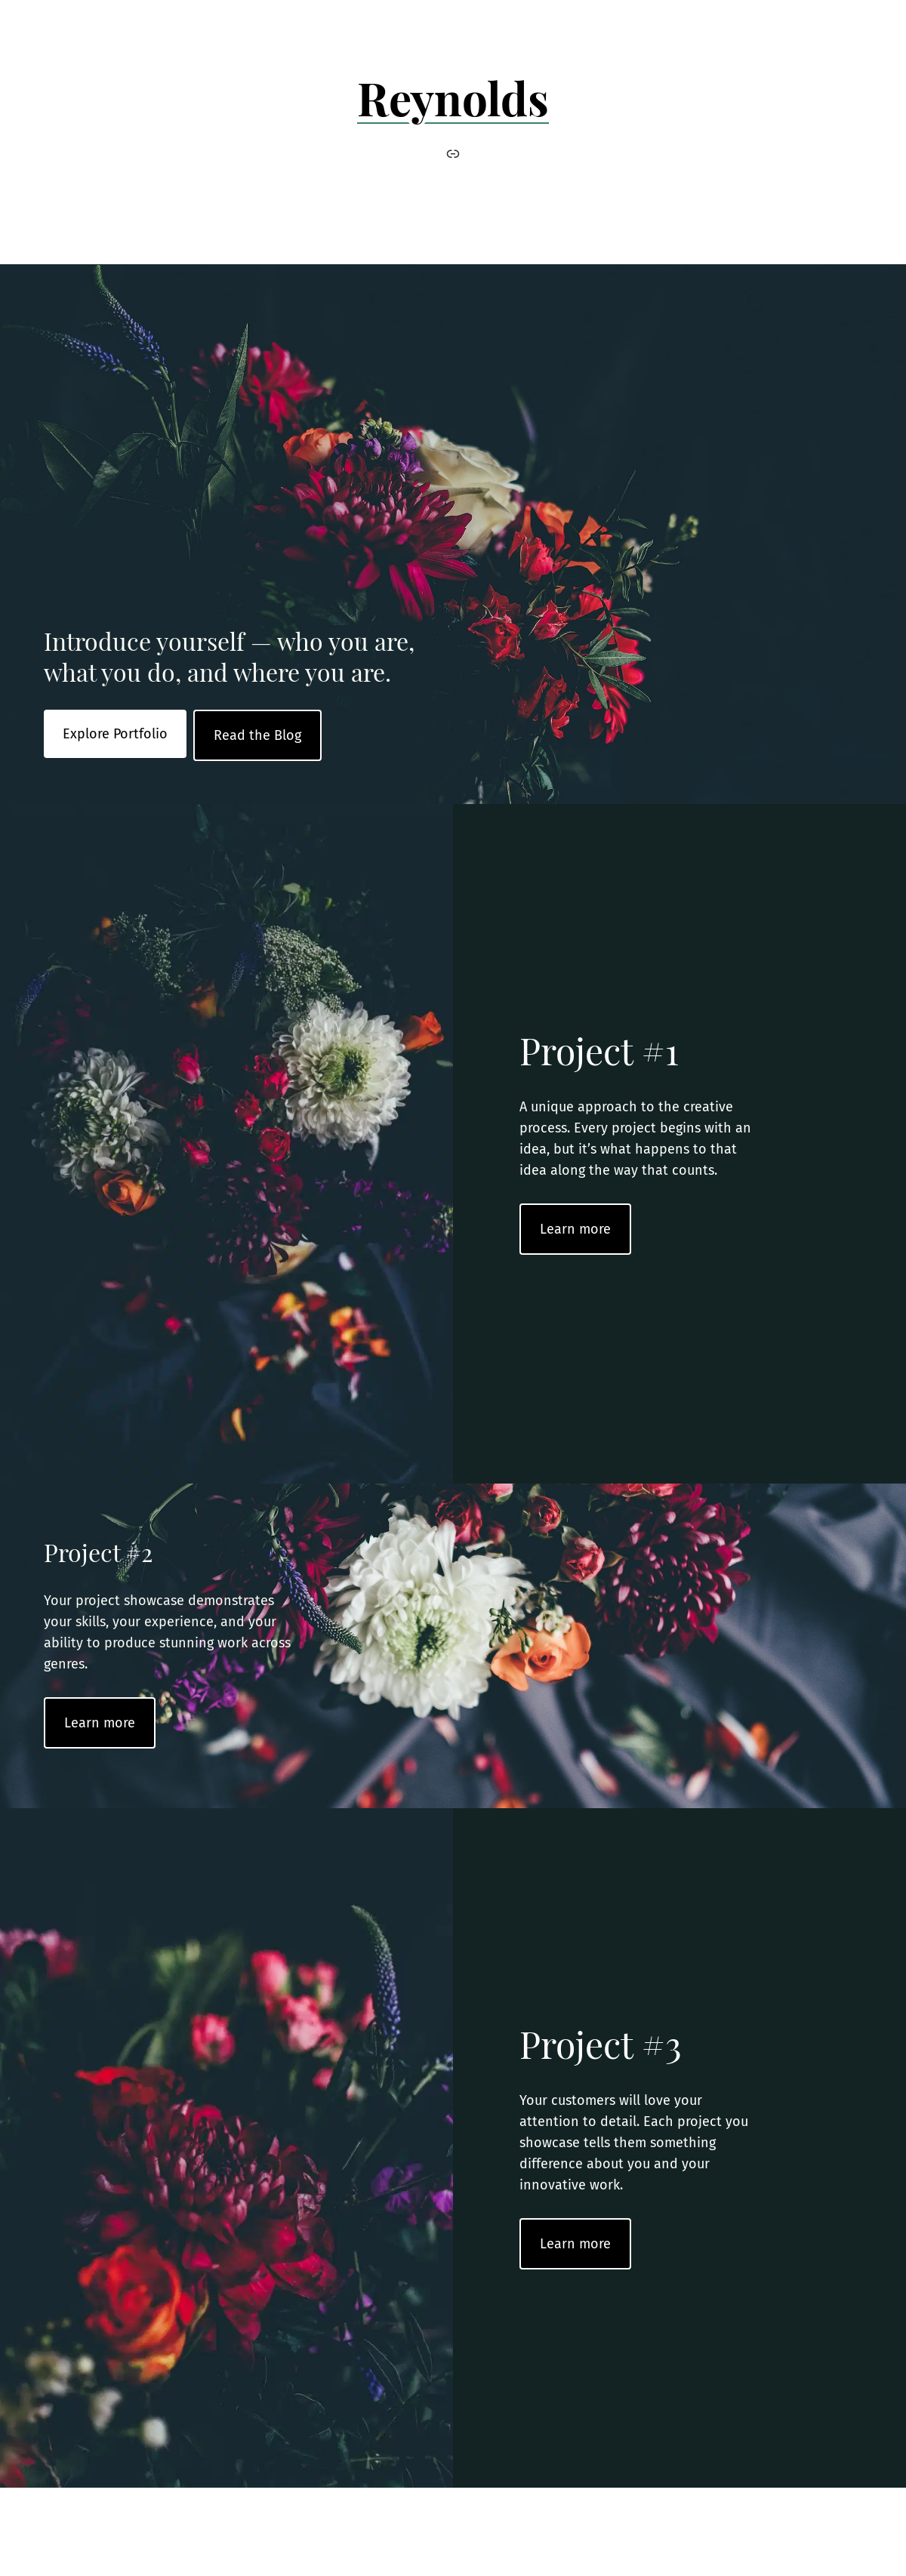 Reynolds
Introduce yourself — who you are,
what you do, and where you are.
Explore Portfolio
Read the Blog
Project #1
A unique approach to the creative
process. Every project begins with an
idea, but it’s what happens to that
idea along the way that counts.
Learn more
Project #2
Your project showcase demonstrates
your skills, your experience, and your
ability to produce stunning work across
genres.
Learn more
Project #3
Your customers will love your
attention to detail. Each project you
showcase tells them something
difference about you and your
innovative work.
Learn more